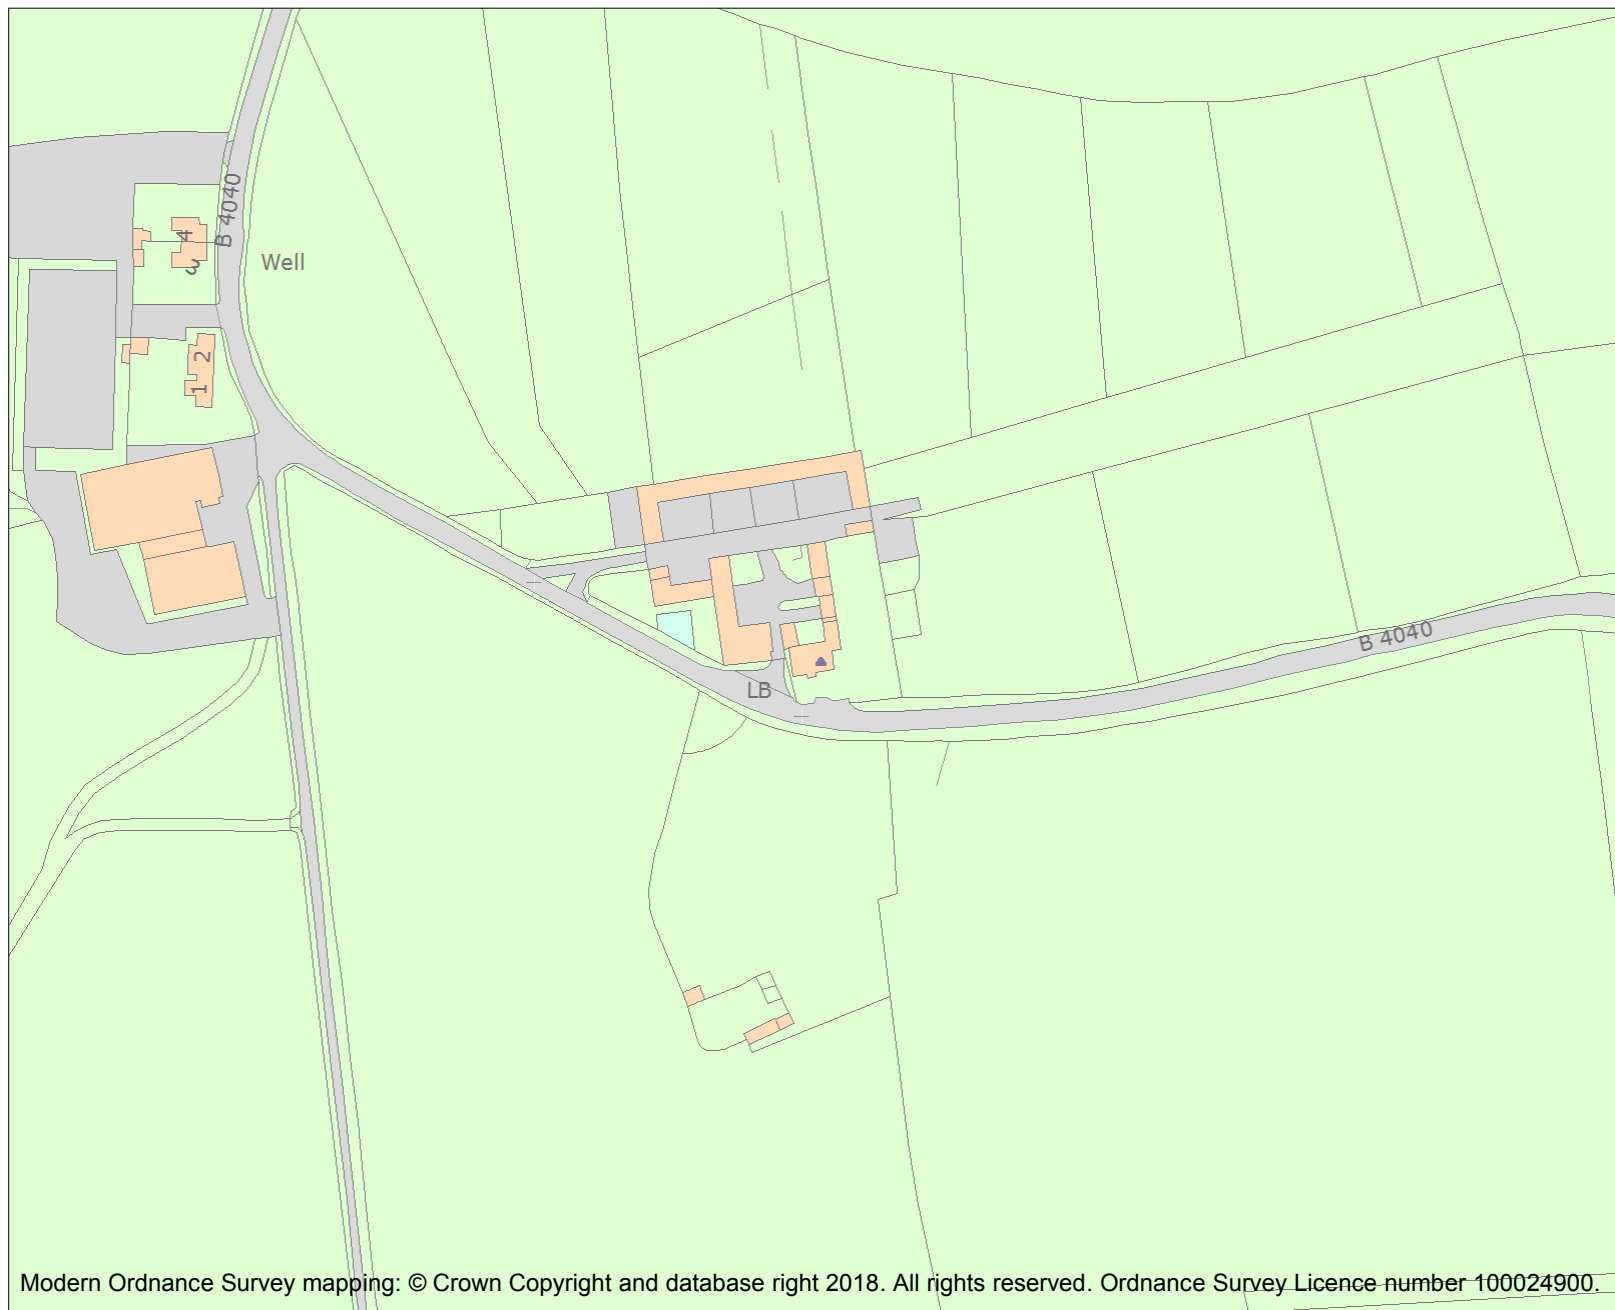 B 4040
4
3
Well
2
1
B 4040
LB
Modern Ordnance Survey mapping: © Crown Copyright and database right 2018. All rights reserved. Ordnance Survey Licence number 100024900.